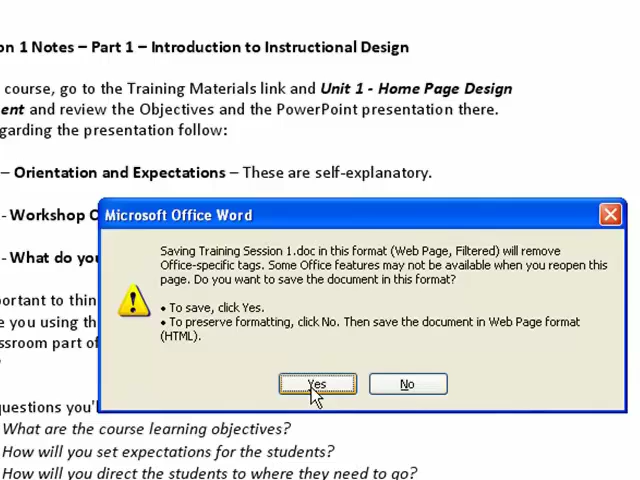 on 1 Notes – Part 1 – Introduction to Instructional Design
course, go to the Training Materials link and Unit 1 - Home Page Design
ent and review the Objectives and the PowerPoint presentation there.
garding the presentation follow:
– Orientation and Expectations – These are self-explanatory.
- Workshop O
- What do you
Microsoft Office Word
Saving Training Session 1.doc in this format (Web Page, Filtered) will remove
Office-specific tags. Some Office features may not be available when you reopen this
page. Do you want to save the document in this format?
• To save, click Yes.
• To preserve formatting, click No. Then save the document in Web Page format
(HTML).
Yes No
portant to thin
e you using th
ssroom part of
questions you'l
What are the course learning objectives?
How will you set expectations for the students?
How will you direct the students to where they need to go?